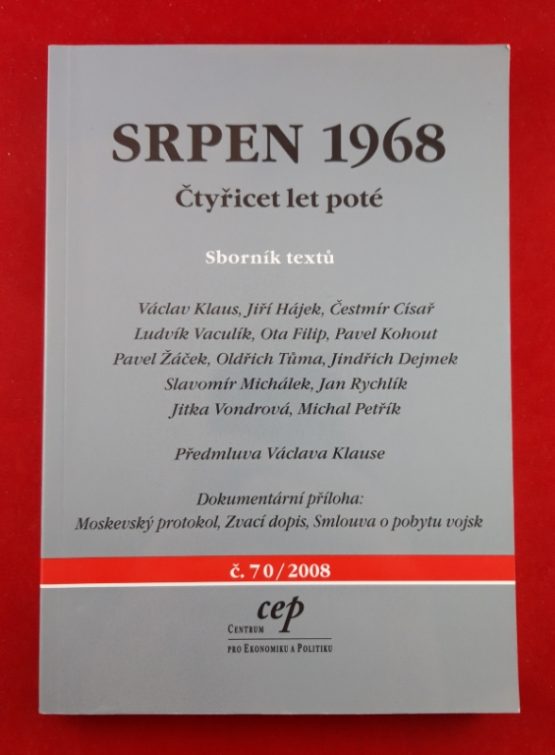 SRPEN 1968
Čtyřicet let poté
Sborník textů
Václav Klaus, Jiří Hájek, Čestmír Císař
Ludvík Vaculík, Ota Filip, Pavel Kohout
Pavel Žáček, Oldřich Tůma, Jindřich Dejmek
Slavomír Michálek, Jan Rychlík
Jitka Vondrová, Michal Petřík
Předmluva Václava Klause
Dokumentární příloha:
Moskevský protokol, Zvací dopis, Smlouva o pobytu vojsk
č. 70/2008
cep
CENTRUM
PRO EKONOMIKU A POLITIKU